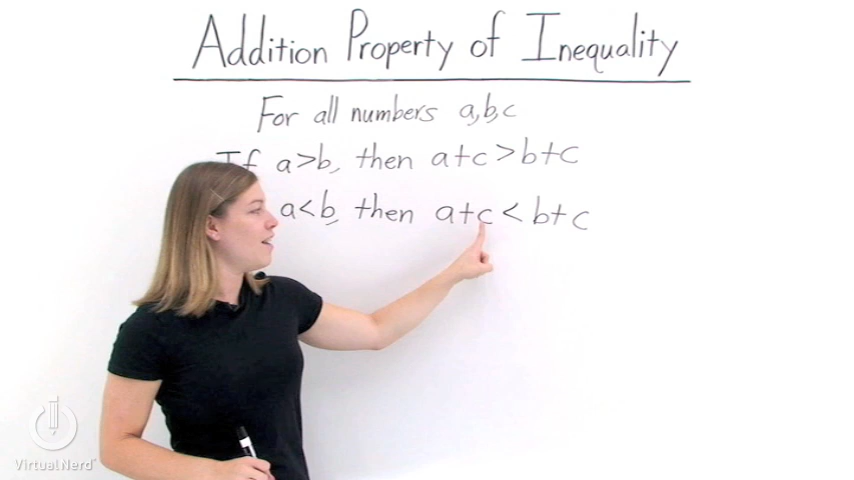 Addition Property of Inequality
For all numbers a,b,c
If a>b, then a+c >b+c
a<b, then a+c < b+c
VirtualNerd